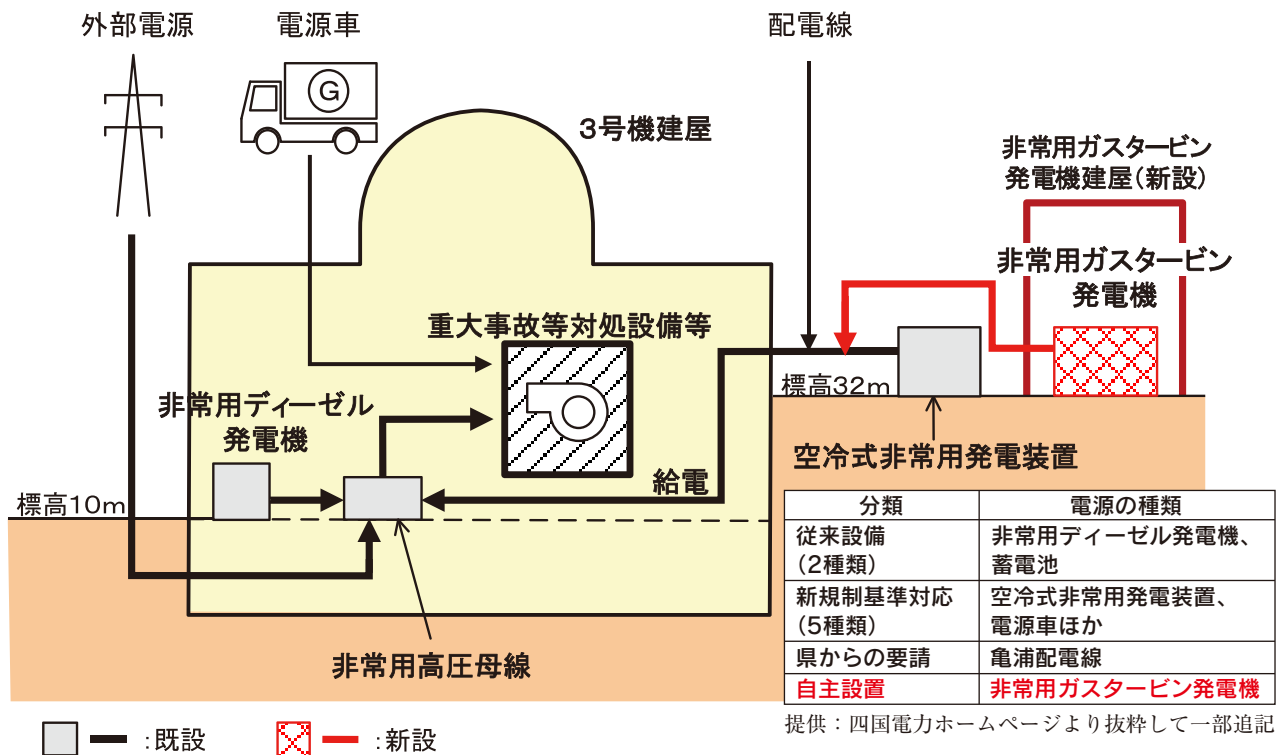 外部電源
電源車
配電線
G
3号機建屋
非常用ガスタービン
発電機建屋(新設)
非常用ガスタービン
発電機
重大事故等対処設備等
標高32m
非常用ディーゼル
発電機
空冷式非常用発電装置
給電
標高10m
非常用高圧母線
分類 電源の種類
従来設備 非常用ディーゼル発電機、
(2種類) 蓄電池
新規制基準対応 空冷式非常用発電装置、
(5種類) 電源車ほか
県からの要請 亀浦配電線
自主設置 非常用ガスタービン発電機
提供：四国電力ホームページより抜粋して一部追記
:既設
:新設